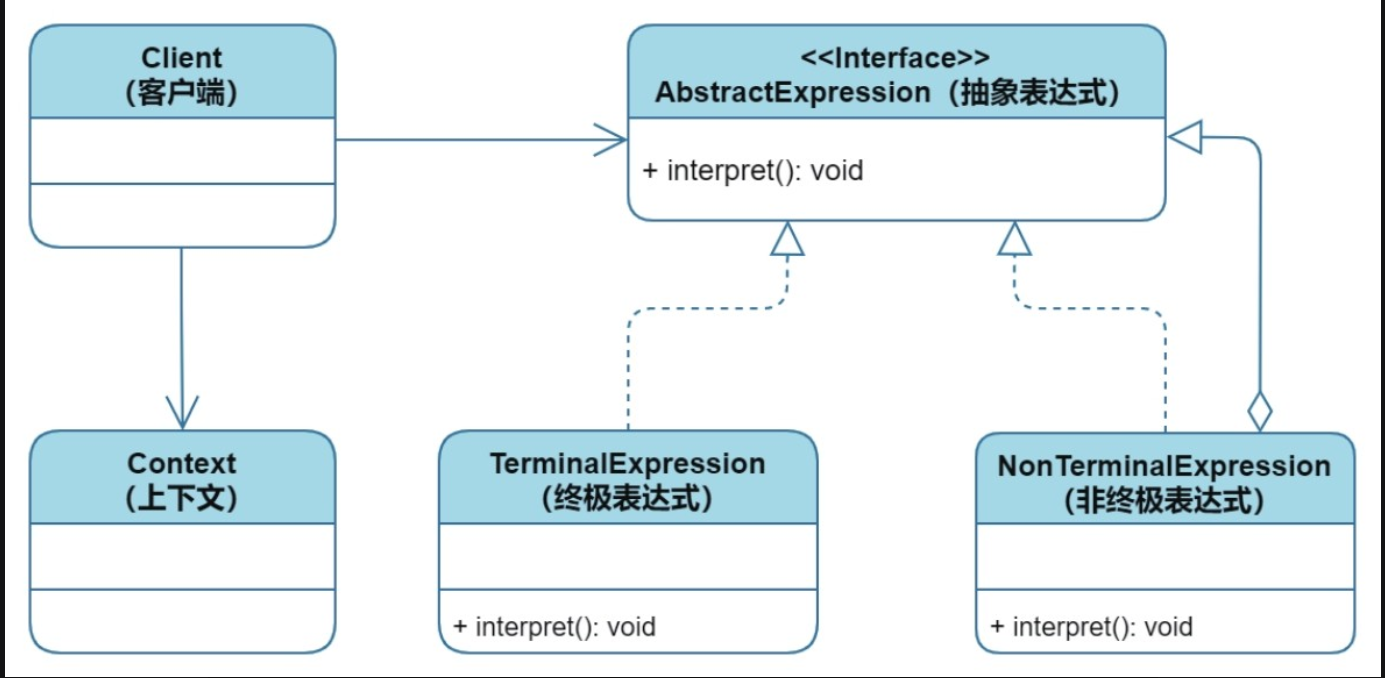 Client
（客户端）
<<Interface>>
AbstractExpression（抽象表达式）
+ interpret(): void
Context
（上下文）
TerminalExpression
（终极表达式）
+ interpret(): void
NonTerminalExpression
（非终极表达式）
+ interpret(): void